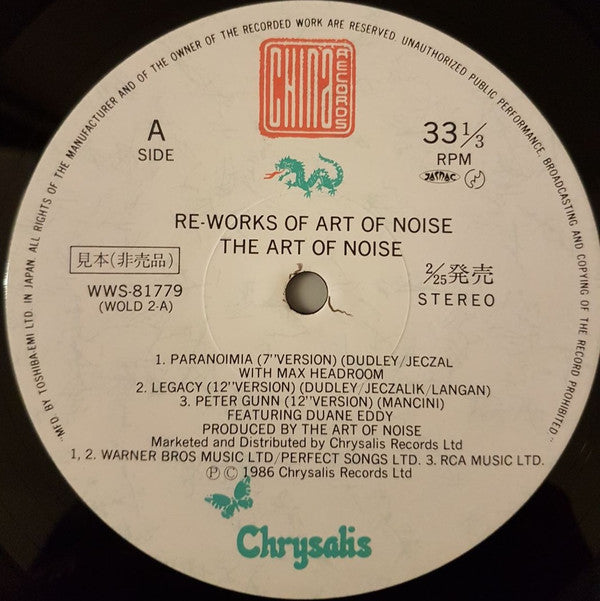 "MFD. BY TOSHIBA-EMI LTD. IN JAPAN. ALL RIGHTS OF THE MANUFACTURER AND OF THE OWNER OF THE RECORDED WORK ARE RESERVED. UNAUTHORIZED PUBLIC PERFORMANCE, BROADCASTING AND COPYING OF THE RECORD PROHIBITED"
CHINA RECORDS
A
SIDE
33 1/3
RPM
JASRAC
RE-WORKS OF ART OF NOISE
THE ART OF NOISE
見本(非売品)
2/25発売
WWS-81779
(WOLD 2-A)
STEREO
1. PARANOIMIA (7"VERSION) (DUDLEY/JECZAL
WITH MAX HEADROOM
2. LEGACY (12"VERSION) (DUDLEY/JECZALIK/LANGAN)
3. PETER GUNN (12"VERSION) (MANCINI)
FEATURING DUANE EDDY
PRODUCED BY THE ART OF NOISE
Marketed and Distributed by Chrysalis Records Ltd
1, 2. WARNER BROS MUSIC LTD/PERFECT SONGS LTD. 3. RCA MUSIC LTD.
Ⓟ Ⓒ 1986 Chrysalis Records Ltd
Chrysalis